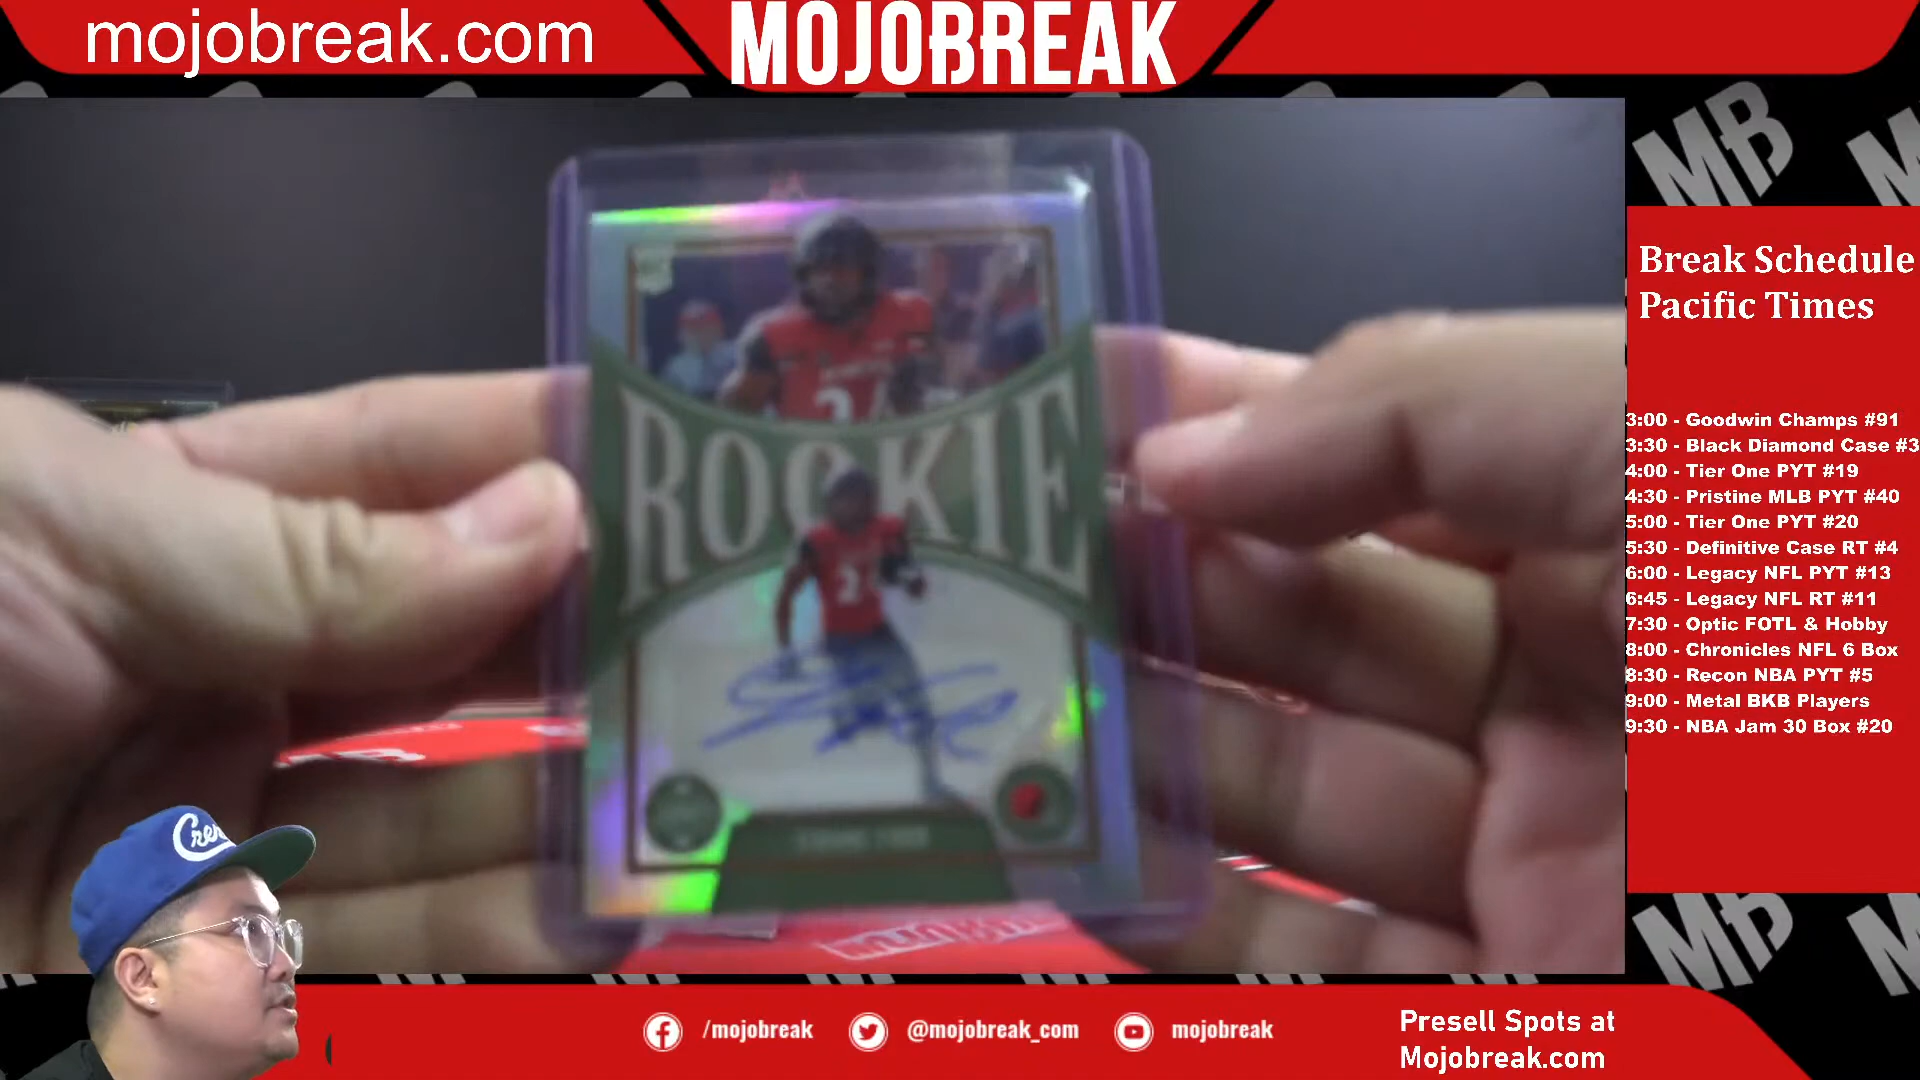 mojobreak.com
MOJOBREAK
MB
Break Schedule
Pacific Times
3:00 - Goodwin Champs #91
3:30 - Black Diamond Case #3
4:00 - Tier One PYT #19
4:30 - Pristine MLB PYT #40
5:00 - Tier One PYT #20
5:30 - Definitive Case RT #4
6:00 - Legacy NFL PYT #13
6:45 - Legacy NFL RT #11
7:30 - Optic FOTL & Hobby
8:00 - Chronicles NFL 6 Box
8:30 - Recon NBA PYT #5
9:00 - Metal BKB Players
9:30 - NBA Jam 30 Box #20
ROOKIE
MB
/mojobreak
@mojobreak_com
mojobreak
Presell Spots at
Mojobreak.com